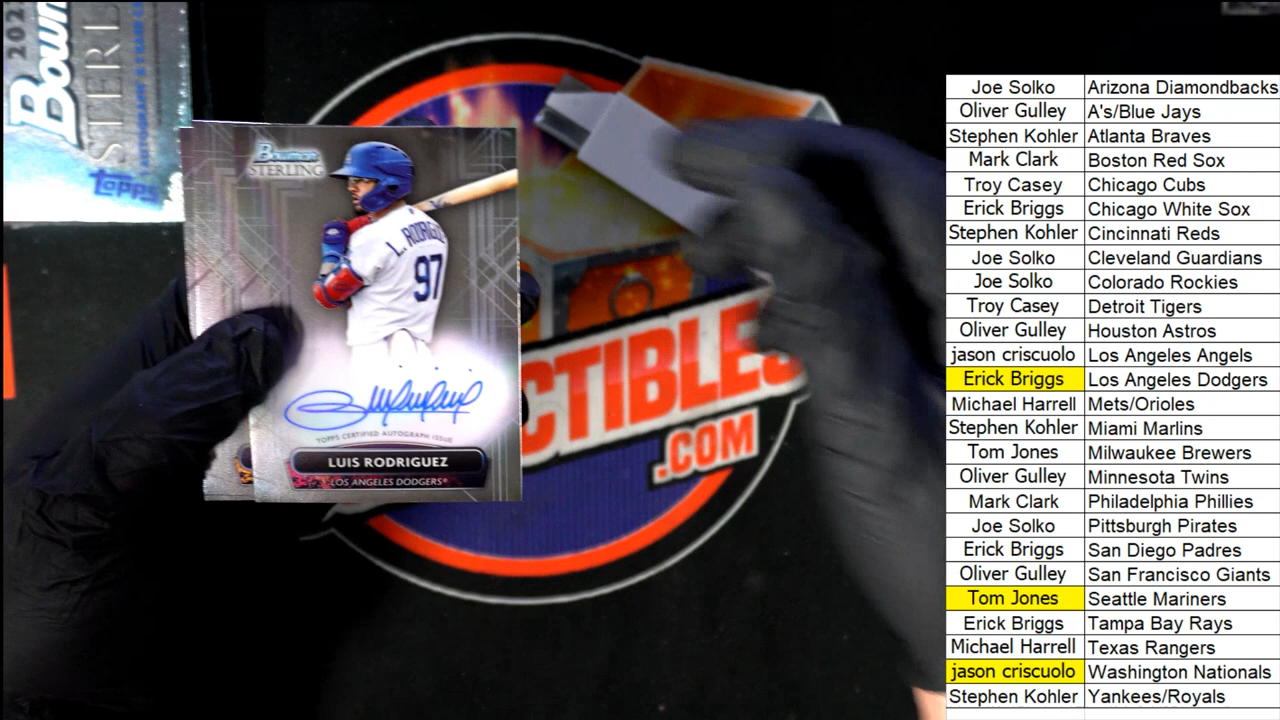 202
Bowm
STERL
topps
Bowman
STERLING
L. RODRIGU
97
TOPPS CERTIFIED AUTOGRAPH ISSUE
LUIS RODRIGUEZ
LOS ANGELES DODGERS®
CTIBLES
.COM
Joe Solko Arizona Diamondbacks
Oliver Gulley A's/Blue Jays
Stephen Kohler Atlanta Braves
Mark Clark Boston Red Sox
Troy Casey Chicago Cubs
Erick Briggs Chicago White Sox
Stephen Kohler Cincinnati Reds
Joe Solko Cleveland Guardians
Joe Solko Colorado Rockies
Troy Casey Detroit Tigers
Oliver Gulley Houston Astros
jason criscuolo Los Angeles Angels
Erick Briggs Los Angeles Dodgers
Michael Harrell Mets/Orioles
Stephen Kohler Miami Marlins
Tom Jones Milwaukee Brewers
Oliver Gulley Minnesota Twins
Mark Clark Philadelphia Phillies
Joe Solko Pittsburgh Pirates
Erick Briggs San Diego Padres
Oliver Gulley San Francisco Giants
Tom Jones Seattle Mariners
Erick Briggs Tampa Bay Rays
Michael Harrell Texas Rangers
jason criscuolo Washington Nationals
Stephen Kohler Yankees/Royals